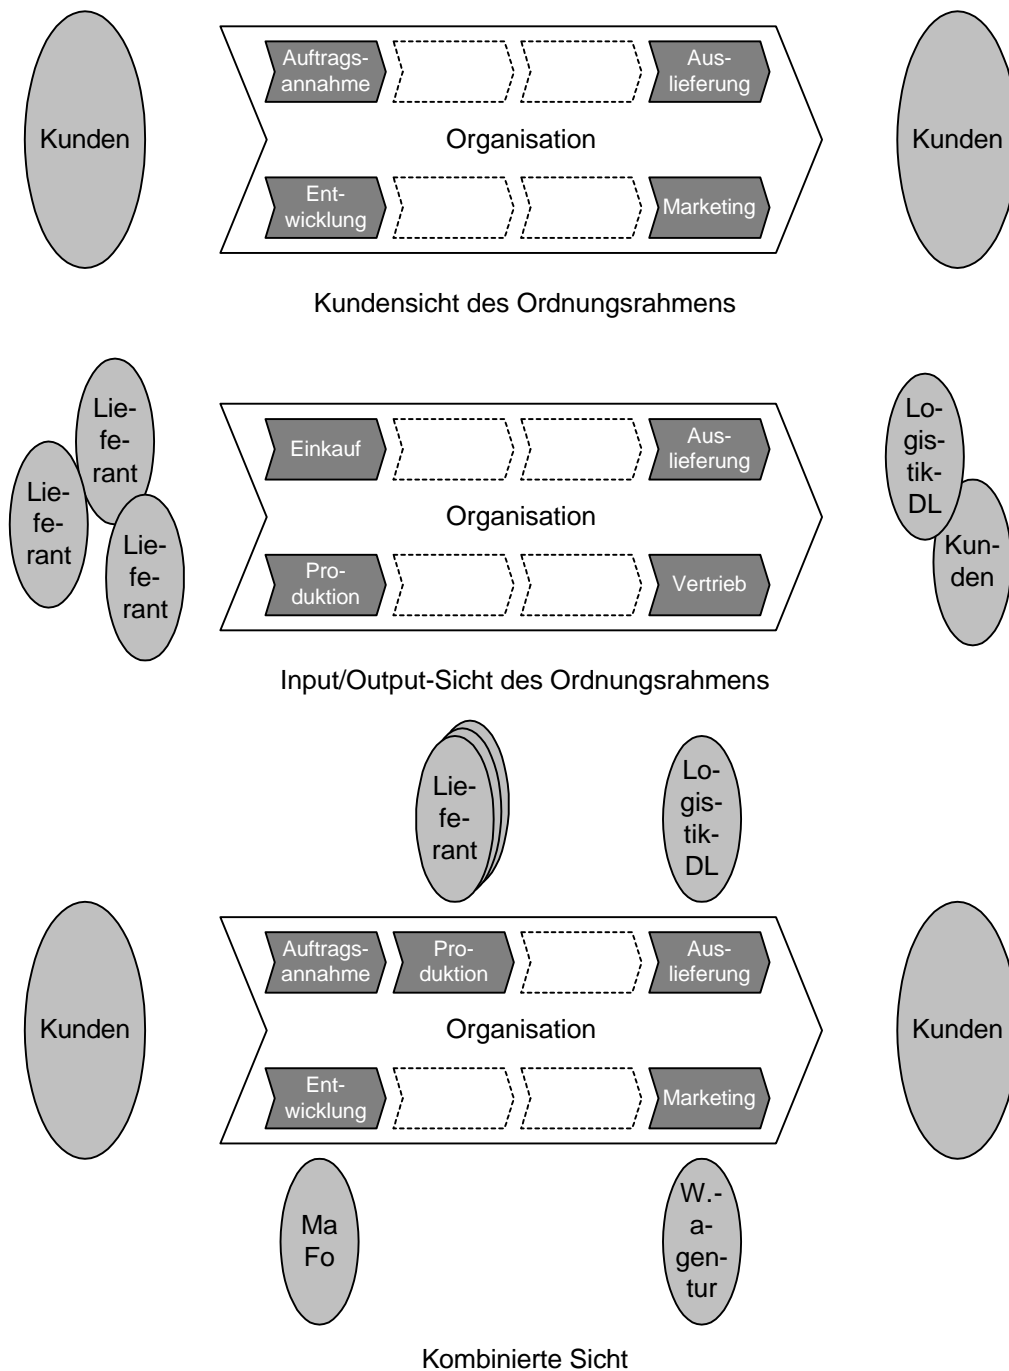 Auftrags-
annahme
Aus-
lieferung
Kunden
Organisation
Kunden
Ent-
wicklung
Marketing
Kundensicht des Ordnungsrahmens
Lie-
fe-
rant
Lie-
fe-
rant
Lie-
fe-
rant
Einkauf
Aus-
lieferung
Organisation
Pro-
duktion
Vertrieb
Lo-
gis-
tik-
DL
Kun-
den
Input/Output-Sicht des Ordnungsrahmens
Lie-
fe-
rant
Lo-
gis-
tik-
DL
Auftrags-
annahme
Pro-
duktion
Aus-
lieferung
Kunden
Organisation
Kunden
Ent-
wicklung
Marketing
Ma
Fo
W.-
a-
gen-
tur
Kombinierte Sicht